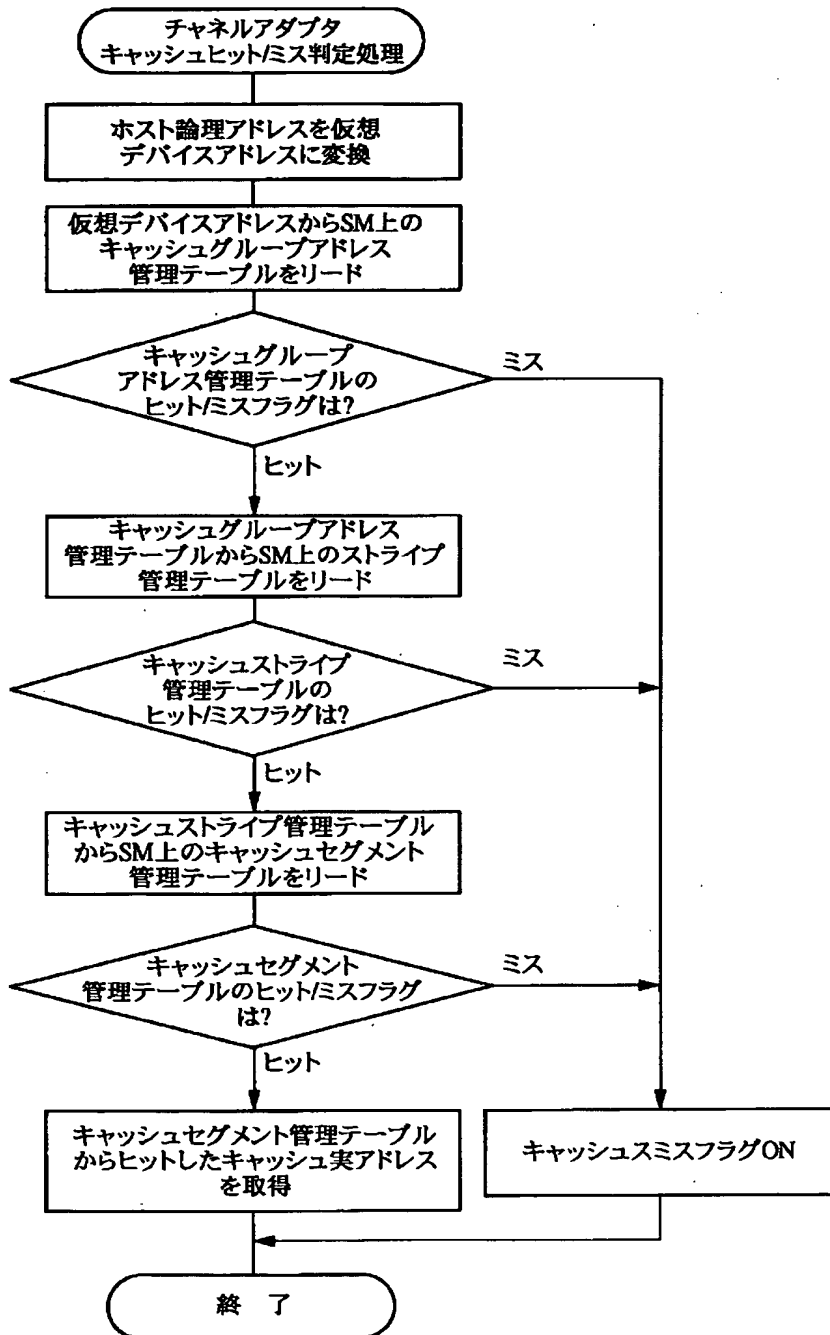 チャネルアダプタ
キャッシュヒット/ミス判定処理
ホスト論理アドレスを仮想
デバイスアドレスに変換
仮想デバイスアドレスからSM上の
キャッシュグループアドレス
管理テーブルをリード
キャッシュグループ
アドレス管理テーブルの
ヒット/ミスフラグは?
ミス
ヒット
キャッシュグループアドレス
管理テーブルからSM上のストライプ
管理テーブルをリード
キャッシュストライプ
管理テーブルの
ヒット/ミスフラグは?
ミス
ヒット
キャッシュストライプ管理テーブル
からSM上のキャッシュセグメント
管理テーブルをリード
キャッシュセグメント
管理テーブルのヒット/ミスフラグ
は?
ミス
ヒット
キャッシュセグメント管理テーブル
からヒットしたキャッシュ実アドレス
を取得
キャッシュスミスフラグON
終 了